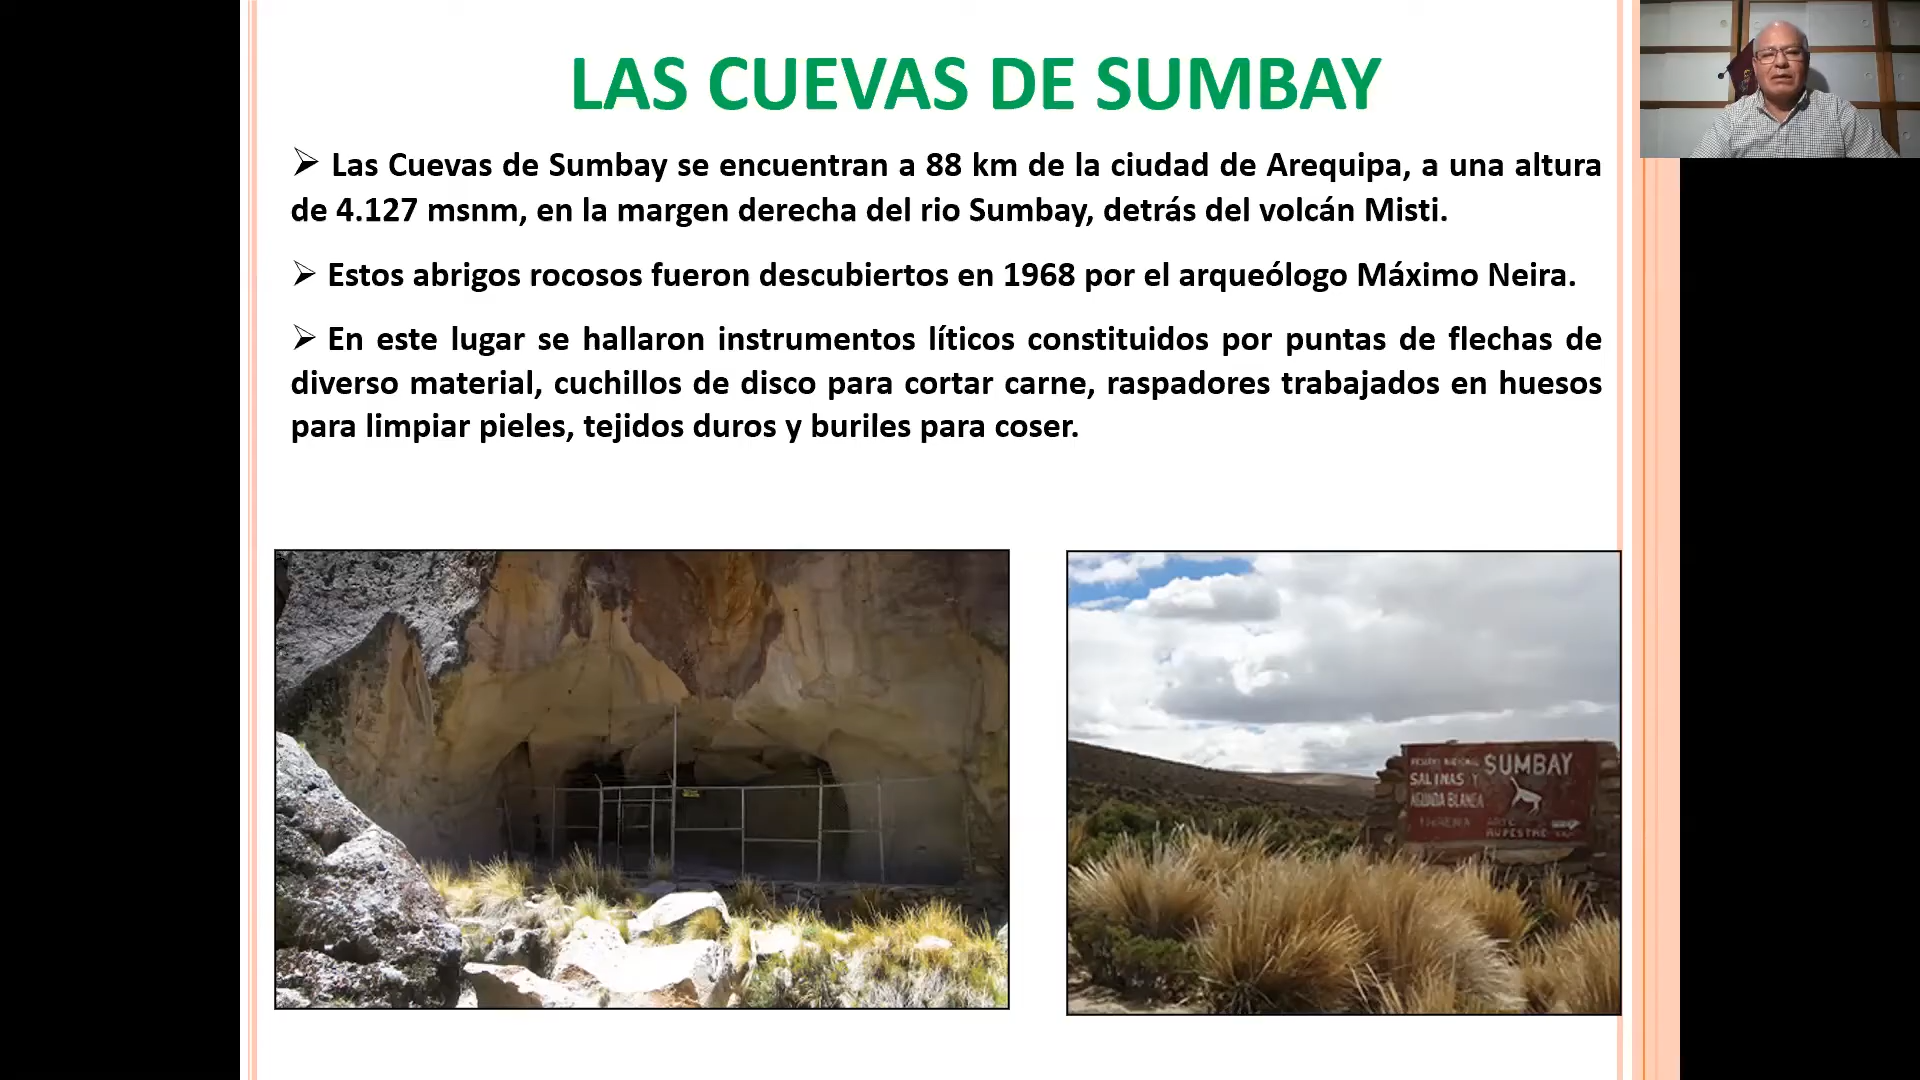 LAS CUEVAS DE SUMBAY
➢ Las Cuevas de Sumbay se encuentran a 88 km de la ciudad de Arequipa, a una altura
de 4.127 msnm, en la margen derecha del rio Sumbay, detrás del volcán Misti.
➢ Estos abrigos rocosos fueron descubiertos en 1968 por el arqueólogo Máximo Neira.
➢ En este lugar se hallaron instrumentos líticos constituidos por puntas de flechas de
diverso material, cuchillos de disco para cortar carne, raspadores trabajados en huesos
para limpiar pieles, tejidos duros y buriles para coser.
SUMBAY
SALINAS Y
AGUADA BLANCA
ARTE
RUPESTRE